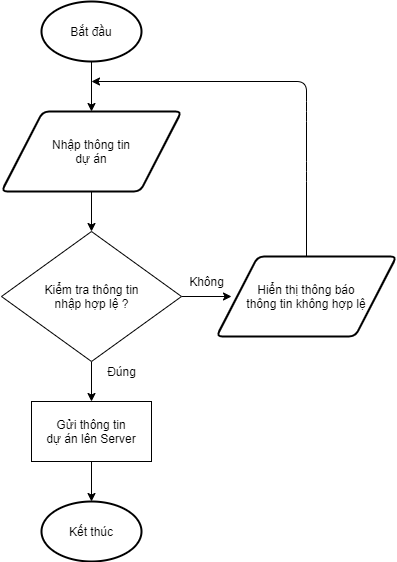 Bắt đầu
Nhập thông tin
dự án
Kiểm tra thông tin
nhập hợp lệ ?
Không
Hiển thị thông báo
thông tin không hợp lệ
Đúng
Gửi thông tin
dự án lên Server
Kết thúc